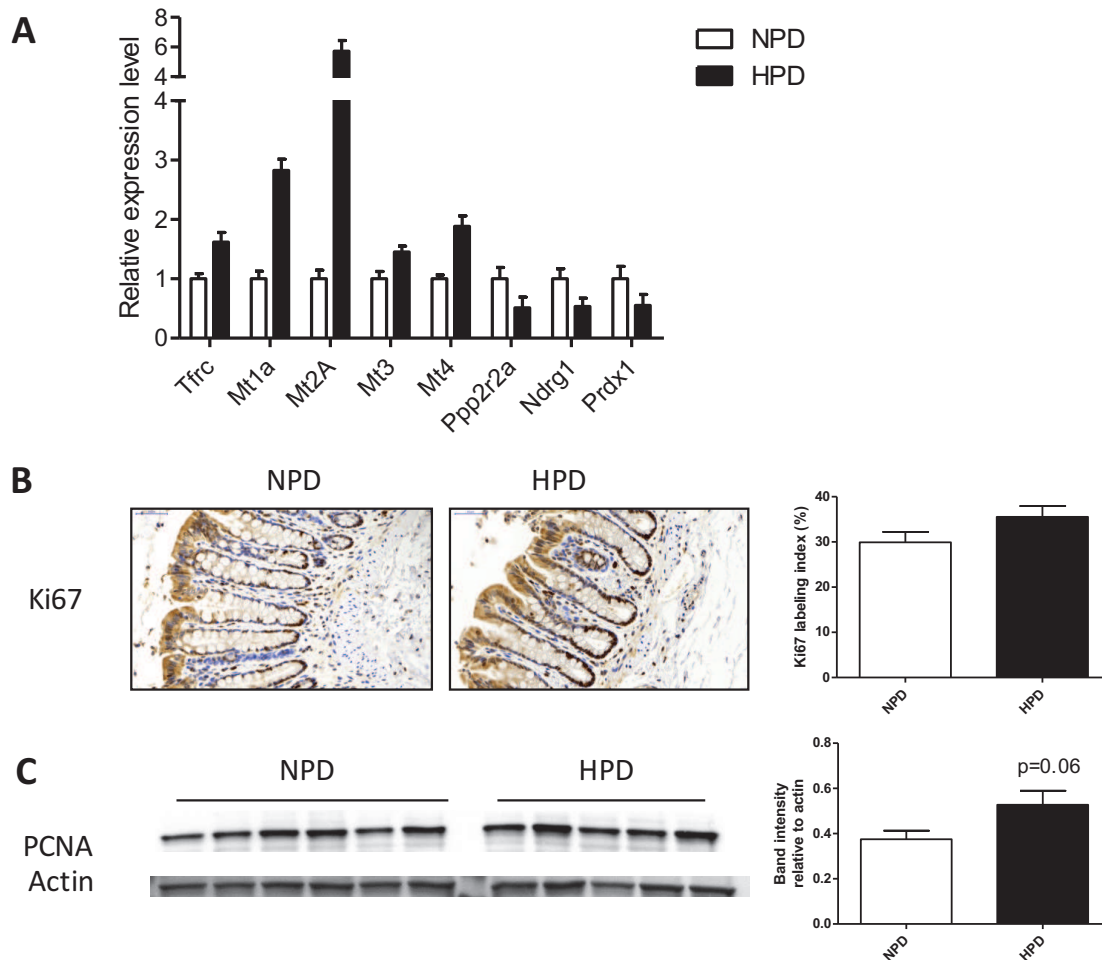 A
Relative expression level
8
6
4
4
3
2
1
0
Tfrc
Mt1a
Mt2A
Mt3
Mt4
Ppp2r2a
Ndrg1
Prdx1
NPD
HPD
B
NPD
HPD
Ki67
Ki67 labeling index (%)
40
30
20
10
0
NPD
HPD
C
NPD
HPD
PCNA
Actin
Band intensity
relative to actin
0.8
0.6
0.4
0.2
0.0
p=0.06
NPD
HPD